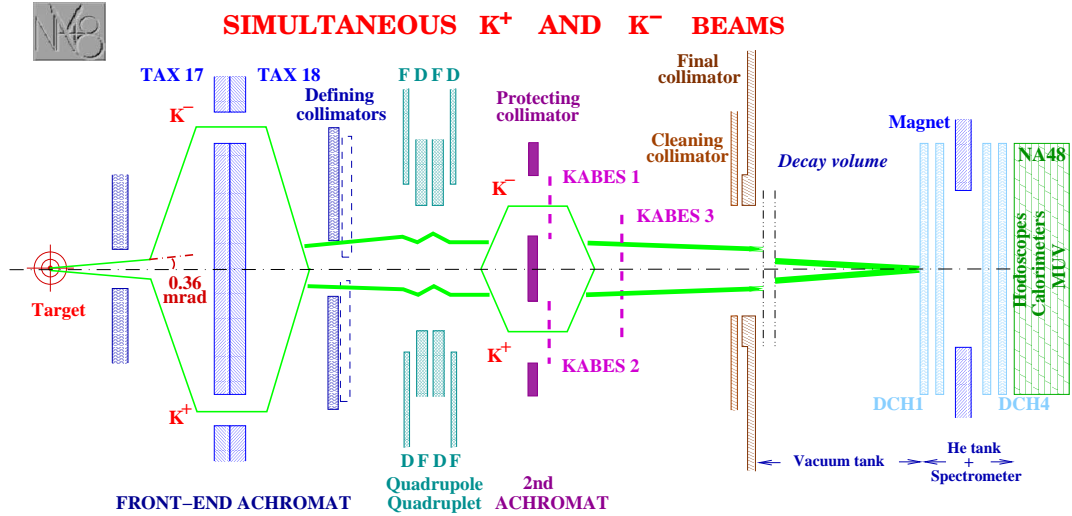 NA48
SIMULTANEOUS K+ AND K− BEAMS
TAX 17
TAX 18
K−
F D F D
Defining
collimators
Protecting
collimator
Final
collimator
Cleaning
collimator
Magnet
Decay volume
NA48
KABES 1
K−
KABES 3
0.36
mrad
Target
Hodoscopes
Calorimeters
MUV
K+
KABES 2
K+
DCH1
DCH4
D F D F
Quadrupole
Quadruplet
2nd
ACHROMAT
FRONT−END ACHROMAT
Vacuum tank
He tank
+
Spectrometer